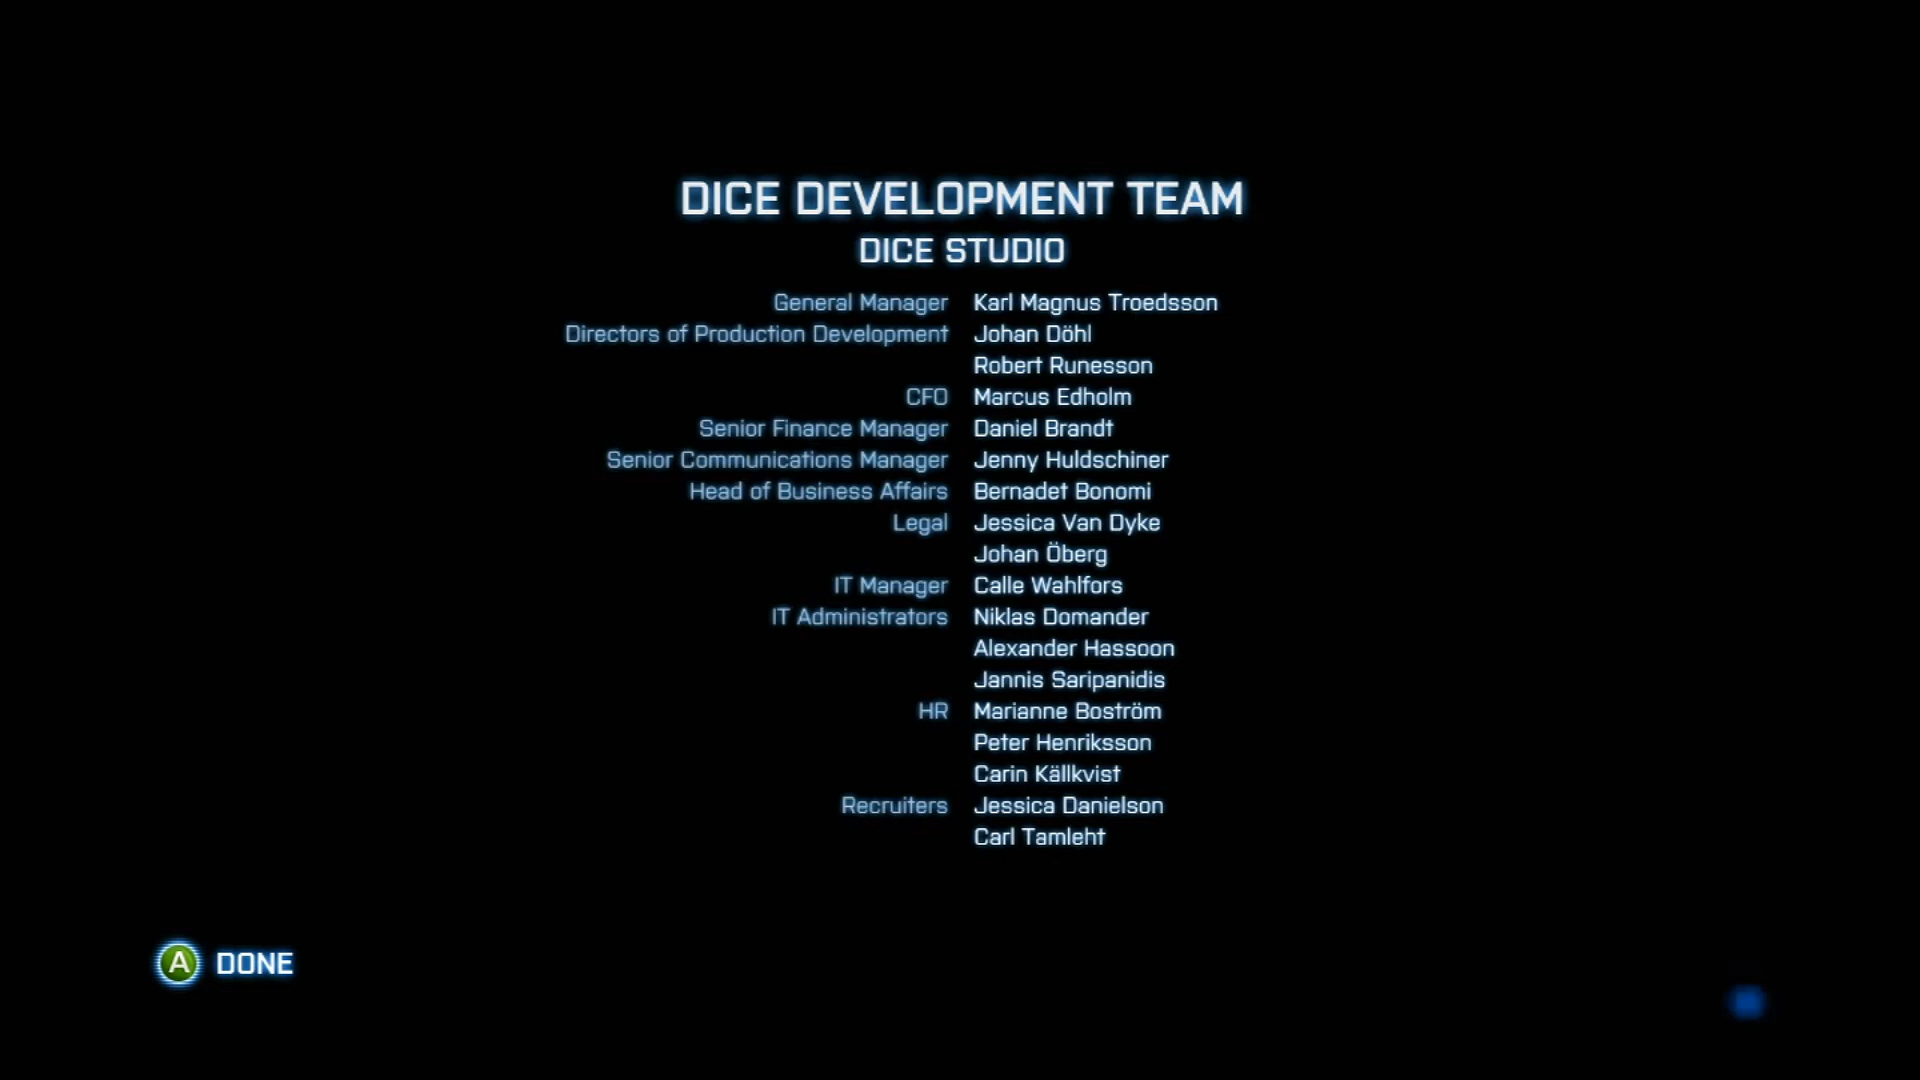 DICE DEVELOPMENT TEAM
DICE STUDIO
General Manager Karl Magnus Troedsson
Directors of Production Development Johan Döhl
Robert Runesson
CFO Marcus Edholm
Senior Finance Manager Daniel Brandt
Senior Communications Manager Jenny Huldschiner
Head of Business Affairs Bernadet Bonomi
Legal Jessica Van Dyke
Johan Öberg
IT Manager Calle Wahlfors
IT Administrators Niklas Domander
Alexander Hassoon
Jannis Saripanidis
HR Marianne Boström
Peter Henriksson
Carin Källkvist
Recruiters Jessica Danielson
Carl Tamleht
A DONE